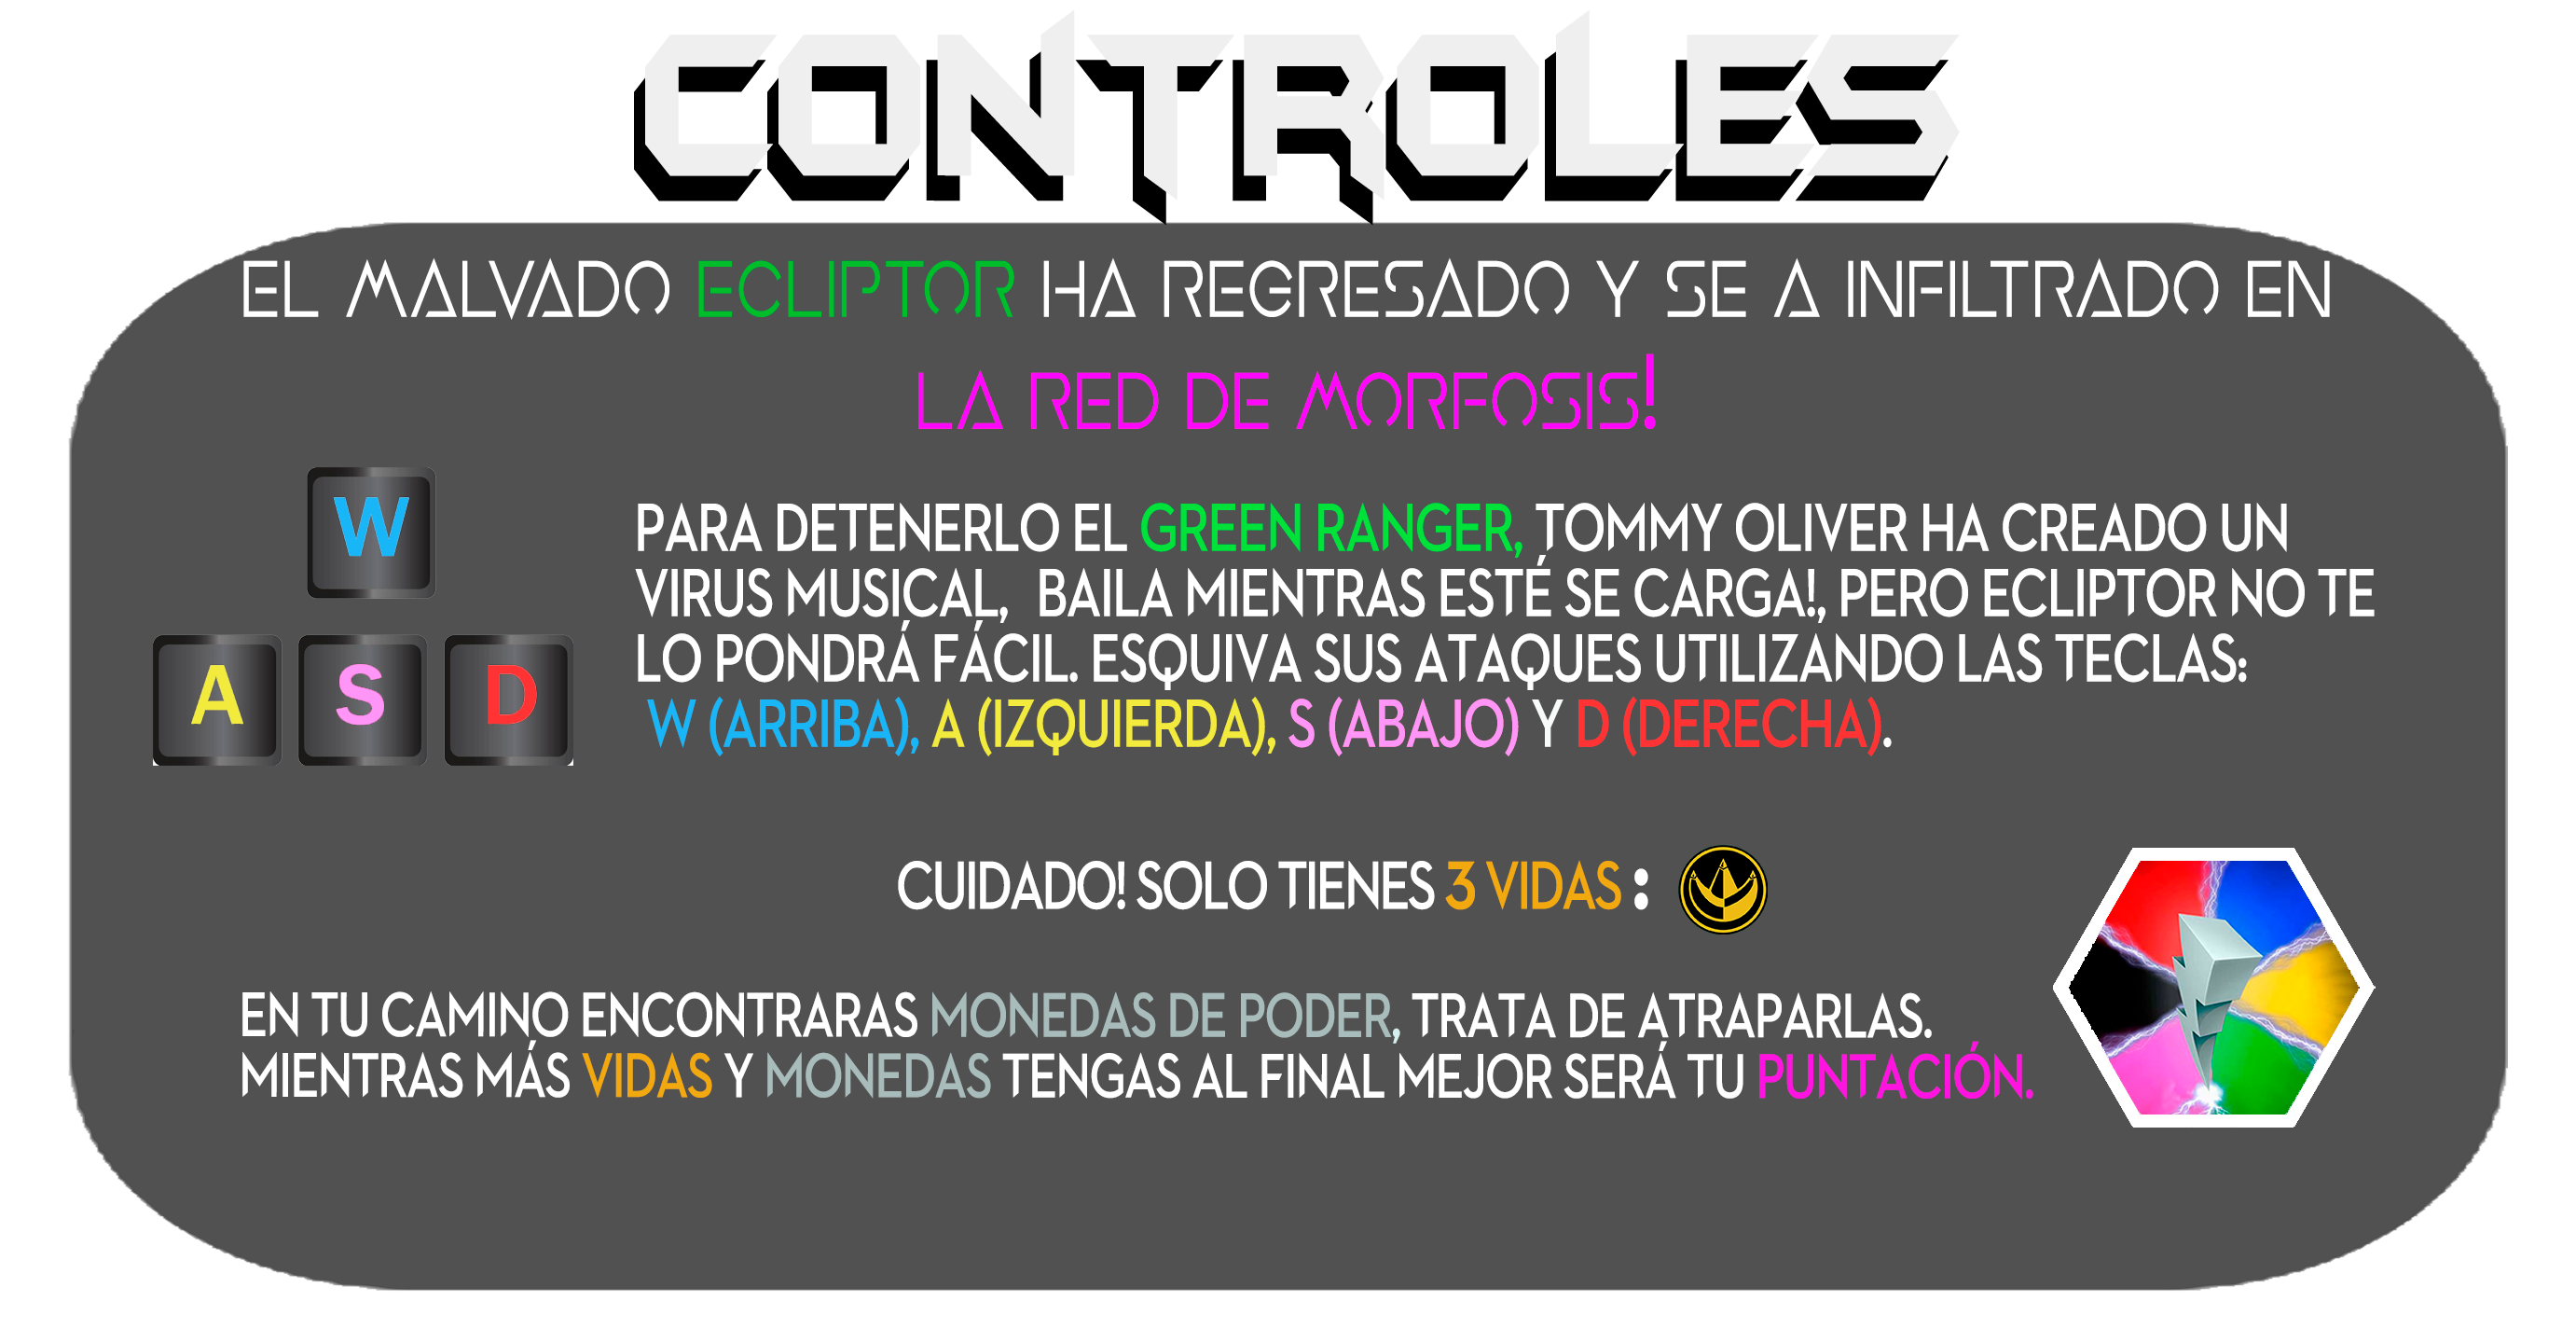 CONTROLES
EL MALVADO ECLIPTOR HA REGRESADO Y SE A INFILTRADO EN
LA RED DE MORFOSIS!
W
A S D
PARA DETENERLO EL GREEN RANGER, TOMMY OLIVER HA CREADO UN
VIRUS MUSICAL, BAILA MIENTRAS ESTÉ SE CARGA!, PERO ECLIPTOR NO TE
LO PONDRÁ FÁCIL. ESQUIVA SUS ATAQUES UTILIZANDO LAS TECLAS:
W (ARRIBA), A (IZQUIERDA), S (ABAJO) Y D (DERECHA).
CUIDADO! SOLO TIENES 3 VIDAS :
EN TU CAMINO ENCONTRARAS MONEDAS DE PODER, TRATA DE ATRAPARLAS.
MIENTRAS MÁS VIDAS Y MONEDAS TENGAS AL FINAL MEJOR SERÁ TU PUNTACIÓN.